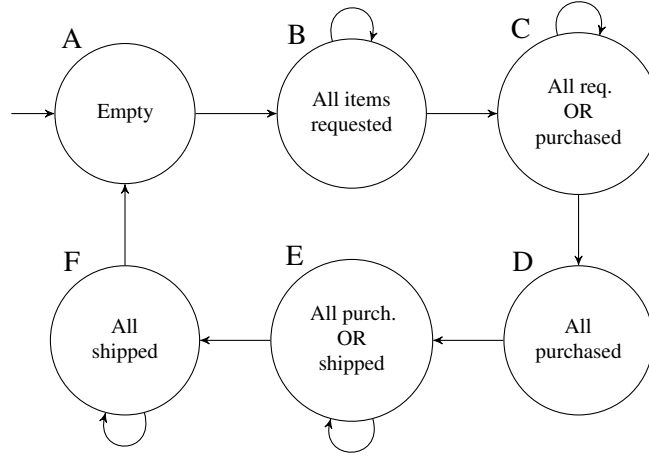 A
Empty
B
All items
requested
C
All req.
OR
purchased
F
All
shipped
E
All purch.
OR
shipped
D
All
purchased